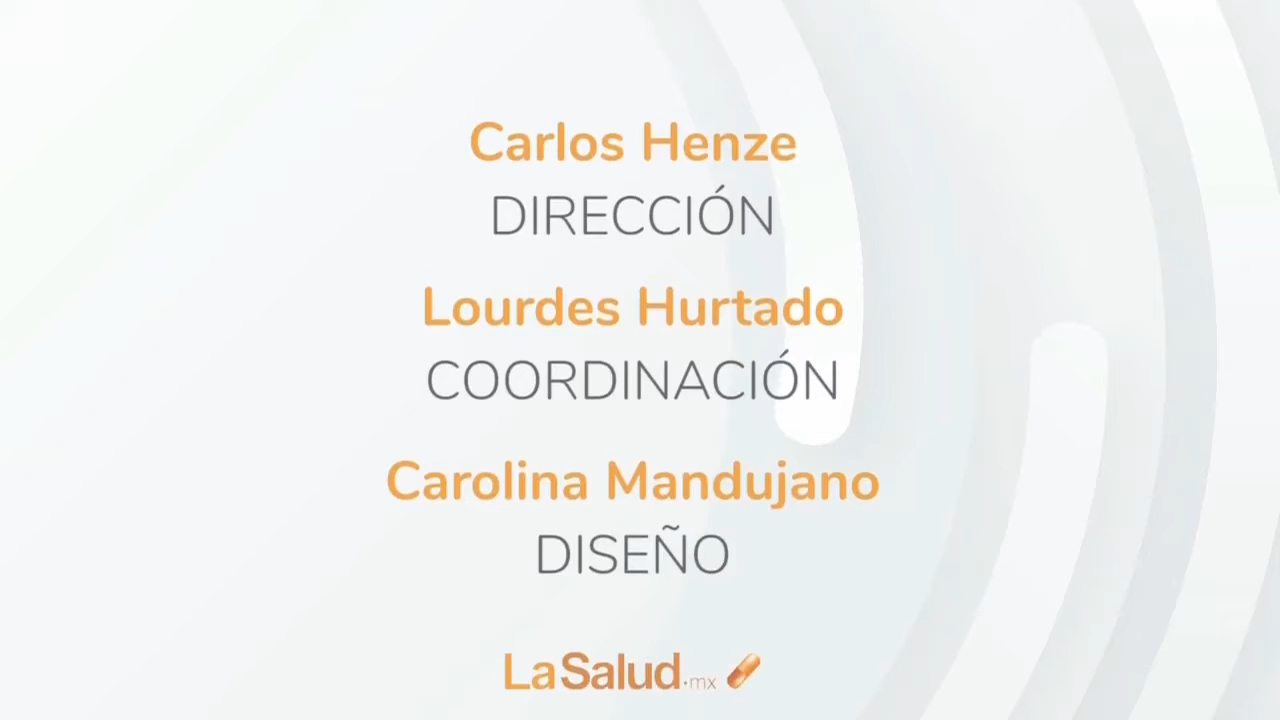 Carlos Henze
DIRECCIÓN
Lourdes Hurtado
COORDINACIÓN
Carolina Mandujano
DISEÑO
LaSalud.mx